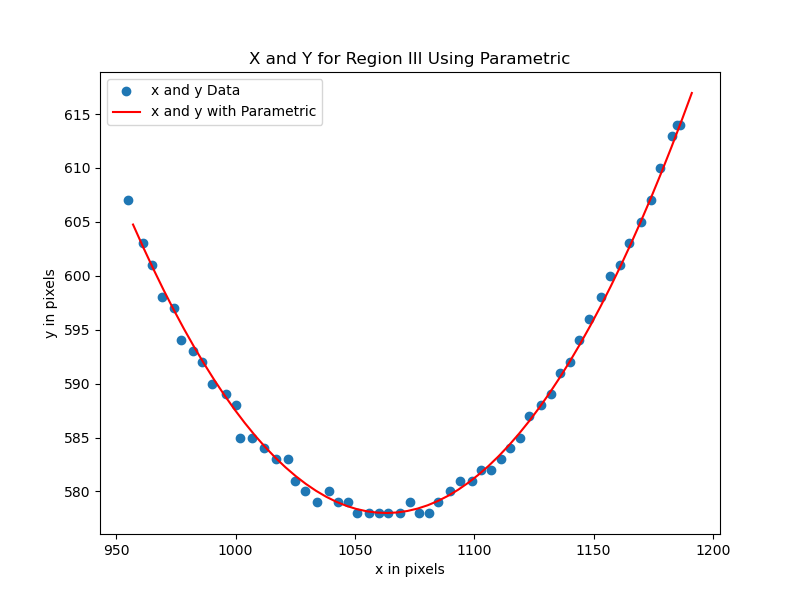 X and Y for Region III Using Parametric
x and y Data
x and y with Parametric
615
610
605
600
595
590
585
580
y in pixels
950
1000
1050
1100
1150
1200
x in pixels